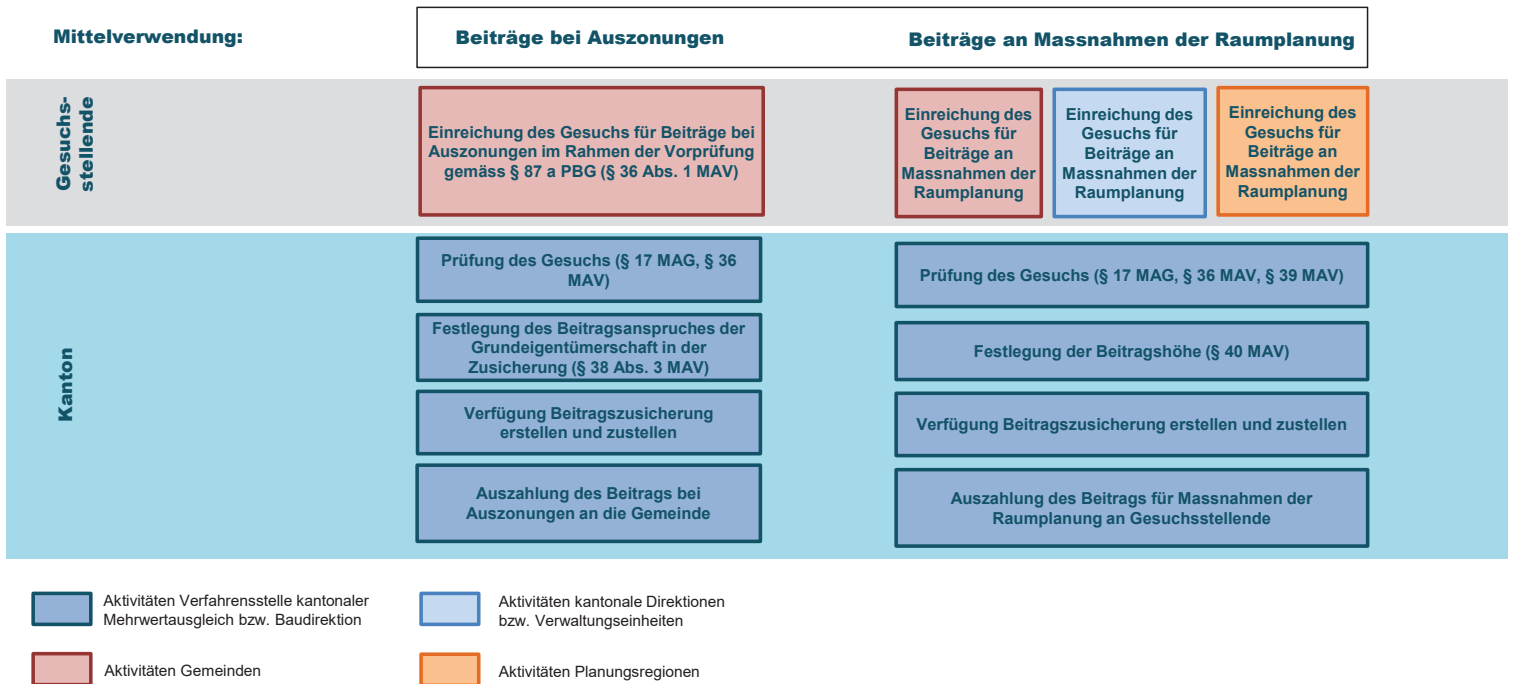 Mittelverwendung:
Beiträge bei Auszonungen
Beiträge an Massnahmen der Raumplanung
Gesuchs-
stellende
Einreichung des Gesuchs für Beiträge bei
Auszonungen im Rahmen der Vorprüfung
gemäss § 87 a PBG (§ 36 Abs. 1 MAV)
Einreichung des
Gesuchs für
Beiträge an
Massnahmen der
Raumplanung
Einreichung des
Gesuchs für
Beiträge an
Massnahmen der
Raumplanung
Einreichung des
Gesuchs für
Beiträge an
Massnahmen der
Raumplanung
Kanton
Prüfung des Gesuchs (§ 17 MAG, § 36
MAV)
Festlegung des Beitragsanspruches der
Grundeigentümerschaft in der
Zusicherung (§ 38 Abs. 3 MAV)
Verfügung Beitragszusicherung
erstellen und zustellen
Auszahlung des Beitrags bei
Auszonungen an die Gemeinde
Prüfung des Gesuchs (§ 17 MAG, § 36 MAV, § 39 MAV)
Festlegung der Beitragshöhe (§ 40 MAV)
Verfügung Beitragszusicherung erstellen und zustellen
Auszahlung des Beitrags für Massnahmen der
Raumplanung an Gesuchsstellende
Aktivitäten Verfahrensstelle kantonaler
Mehrwertausgleich bzw. Baudirektion
Aktivitäten kantonale Direktionen
bzw. Verwaltungseinheiten
Aktivitäten Gemeinden
Aktivitäten Planungsregionen